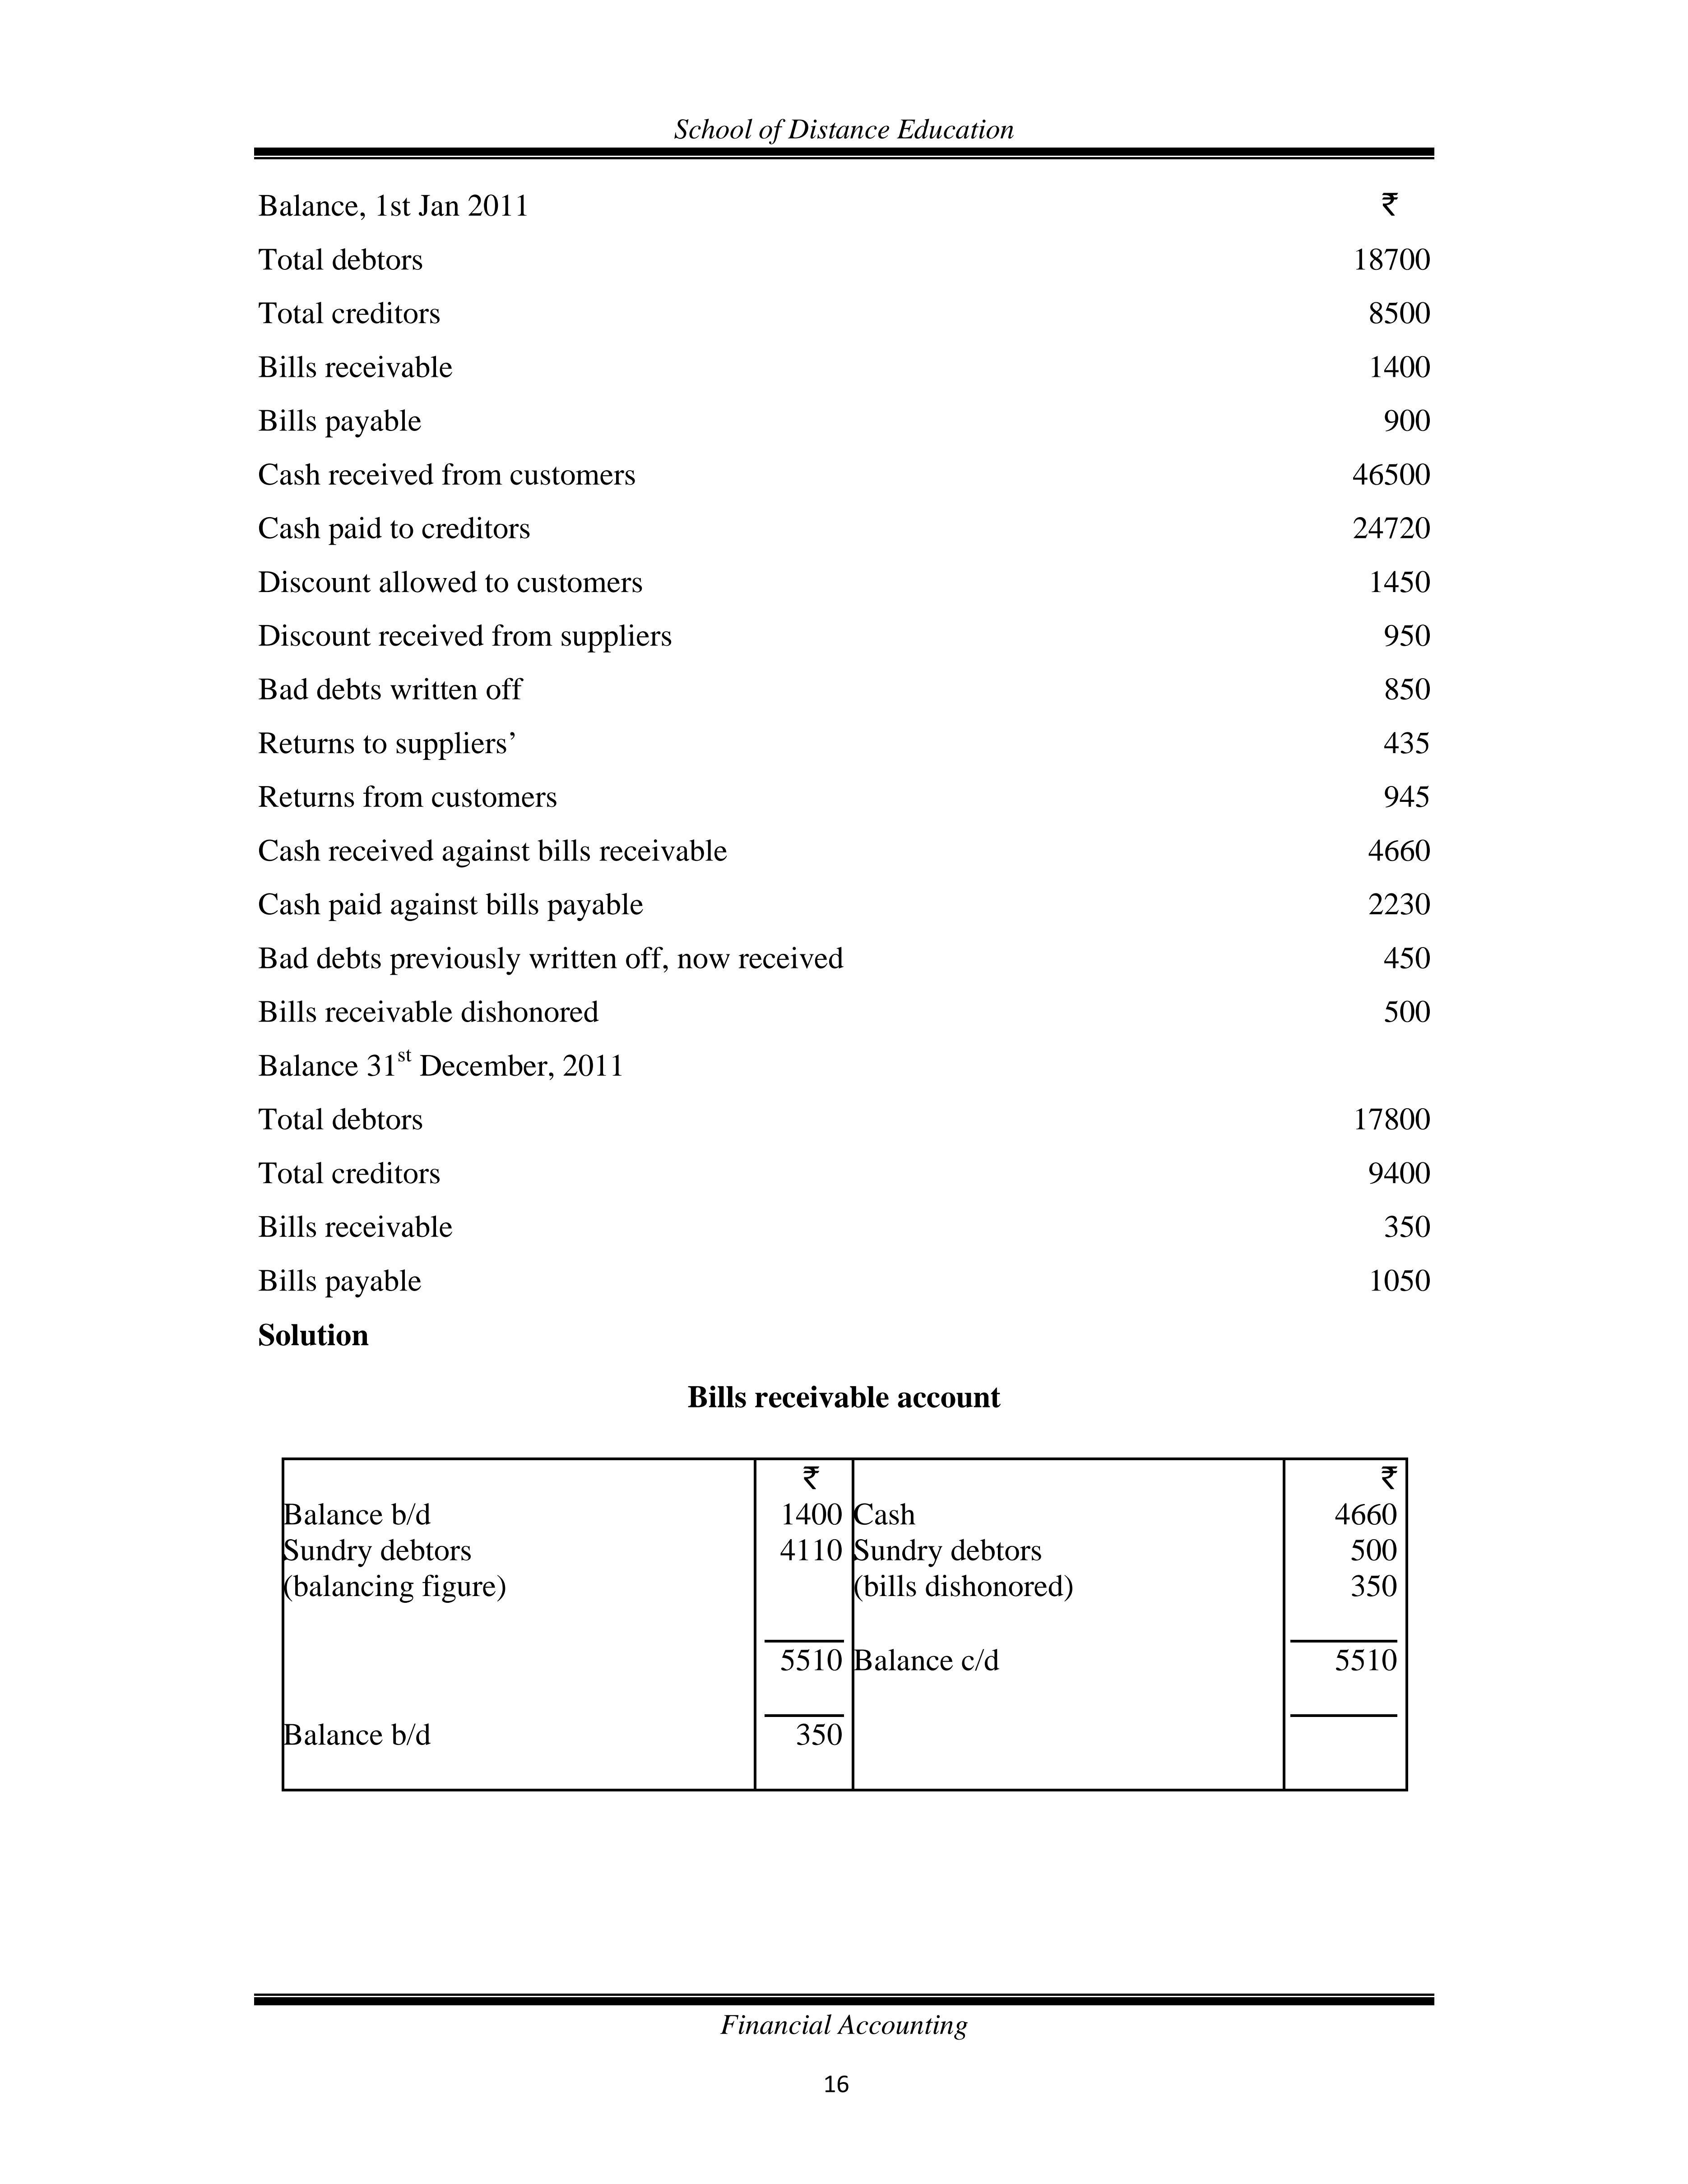 School of Distance Education
Balance, 1st Jan 2011 ₹
Total debtors 18700
Total creditors 8500
Bills receivable 1400
Bills payable 900
Cash received from customers 46500
Cash paid to creditors 24720
Discount allowed to customers 1450
Discount received from suppliers 950
Bad debts written off 850
Returns to suppliers’ 435
Returns from customers 945
Cash received against bills receivable 4660
Cash paid against bills payable 2230
Bad debts previously written off, now received 450
Bills receivable dishonored 500
Balance 31st December, 2011
Total debtors 17800
Total creditors 9400
Bills receivable 350
Bills payable 1050
Solution
Bills receivable account
₹ ₹
Balance b/d 1400 Cash 4660
Sundry debtors 4110 Sundry debtors 500
(balancing figure) (bills dishonored) 350
5510 Balance c/d 5510
Balance b/d 350
Financial Accounting
16